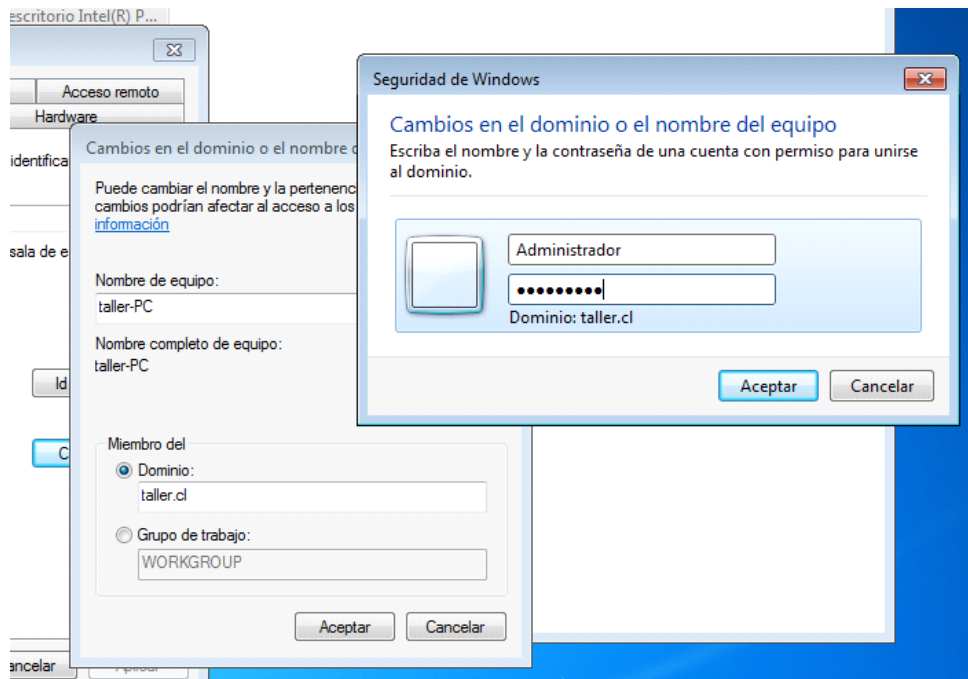 escritorio Intel(R) P...
Acceso remoto
Hardware
identifica
sala de e
Id
C
ancelar
Cambios en el dominio o el nombre d
Puede cambiar el nombre y la pertenenc
cambios podrían afectar al acceso a los
información
Nombre de equipo:
taller-PC
Nombre completo de equipo:
taller-PC
Miembro del
Dominio:
taller.cl
Grupo de trabajo:
WORKGROUP
Aceptar
Cancelar
Seguridad de Windows
Cambios en el dominio o el nombre del equipo
Escriba el nombre y la contraseña de una cuenta con permiso para unirse
al dominio.
Administrador
●●●●●●●●●
Dominio: taller.cl
Aceptar
Cancelar